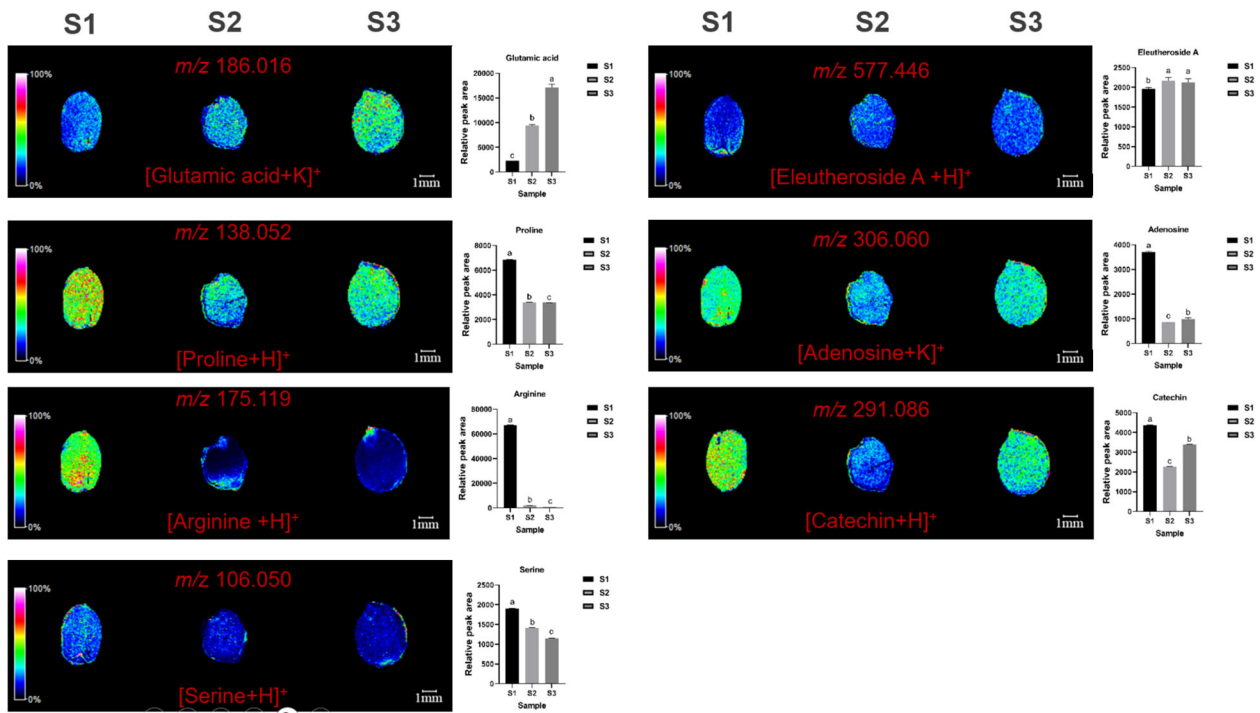 S1 S2 S3
m/z 186.016
100%
0%
[Glutamic acid+K]+
1mm
Glutamic acid
Relative peak area
20000
15000
10000
5000
0
c
b
a
S1 S2 S3
Sample
S1
S2
S3
m/z 138.052
100%
0%
[Proline+H]+
1mm
Proline
Relative peak area
8000
6000
4000
2000
0
a
b
c
S1 S2 S3
Sample
S1
S2
S3
m/z 175.119
100%
0%
[Arginine +H]+
1mm
Arginine
Relative peak area
80000
60000
40000
20000
0
a
b
c
S1 S2 S3
Sample
S1
S2
S3
m/z 106.050
100%
0%
[Serine+H]+
1mm
Serine
Relative peak area
2500
2000
1500
1000
500
0
a
b
c
S1 S2 S3
Sample
S1
S2
S3
S1 S2 S3
m/z 577.446
100%
0%
[Eleutheroside A +H]+
1mm
Eleutheroside A
Relative peak area
2500
2000
1500
1000
500
0
b
a
a
S1 S2 S3
Sample
S1
S2
S3
m/z 306.060
100%
0%
[Adenosine+K]+
1mm
Adenosine
Relative peak area
4000
3000
2000
1000
0
a
c
b
S1 S2 S3
Sample
S1
S2
S3
m/z 291.086
100%
0%
[Catechin+H]+
1mm
Catechin
Relative peak area
5000
4000
3000
2000
1000
0
a
c
b
S1 S2 S3
Sample
S1
S2
S3